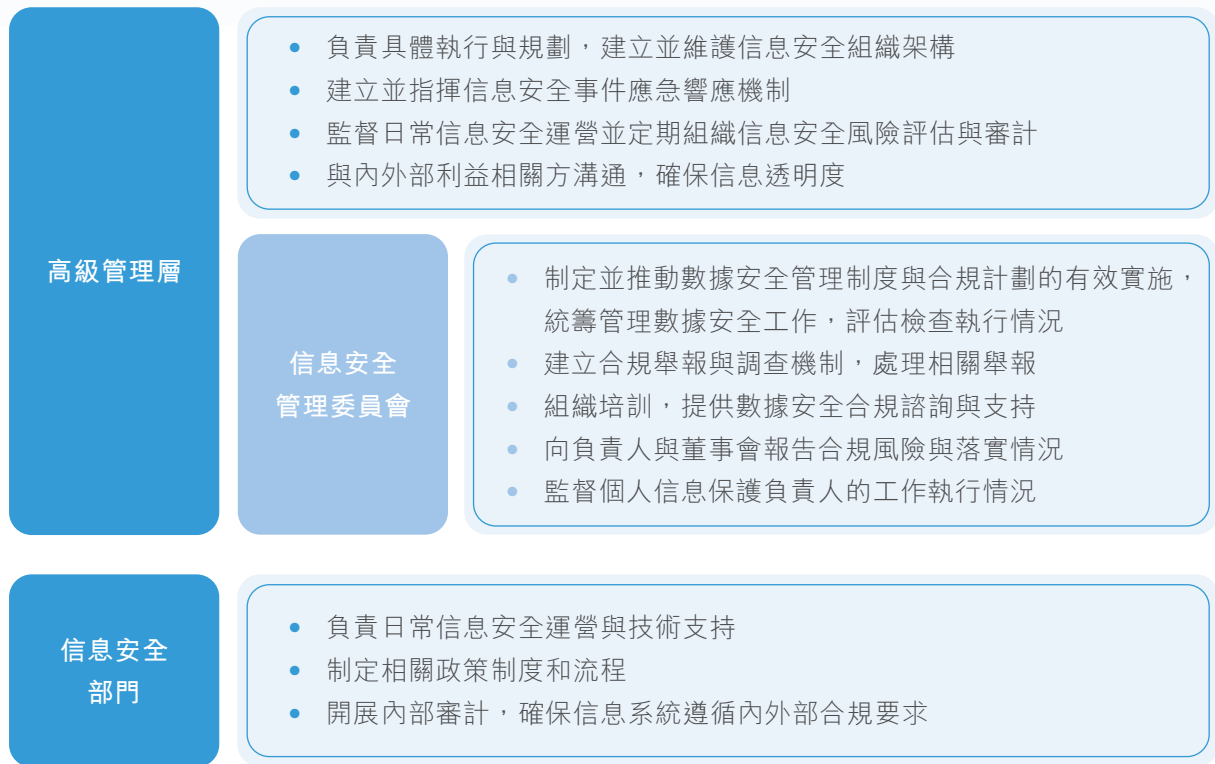 高級管理層
• 負責具體執行與規劃，建立並維護信息安全組織架構
• 建立並指揮信息安全事件應急響應機制
• 監督日常信息安全運營並定期組織信息安全風險評估與審計
• 與內外部利益相關方溝通，確保信息透明度
信息安全
管理委員會
• 制定並推動數據安全管理制度與合規計劃的有效實施，
統籌管理數據安全工作，評估檢查執行情況
• 建立合規舉報與調查機制，處理相關舉報
• 組織培訓，提供數據安全合規諮詢與支持
• 向負責人與董事會報告合規風險與落實情況
• 監督個人信息保護負責人的工作執行情況
信息安全
部門
• 負責日常信息安全運營與技術支持
• 制定相關政策制度和流程
• 開展內部審計，確保信息系統遵循內外部合規要求